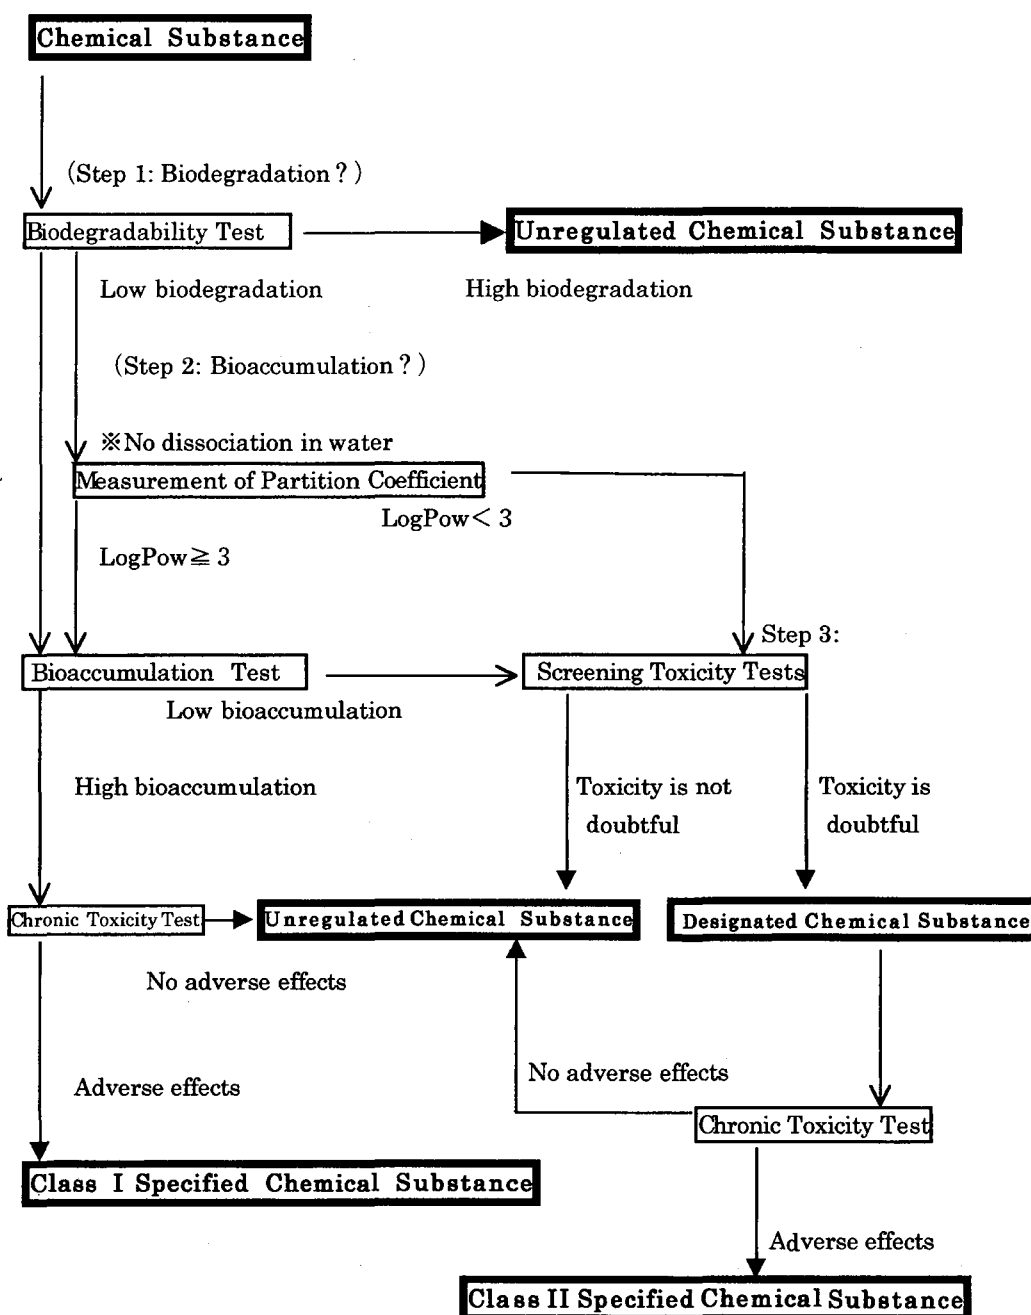 Chemical Substance
(Step 1: Biodegradation?)
Biodegradability Test
Unregulated Chemical Substance
Low biodegradation
High biodegradation
(Step 2: Bioaccumulation?)
※No dissociation in water
Measurement of Partition Coefficient
LogPow< 3
LogPow≧ 3
Step 3:
Bioaccumulation Test
Screening Toxicity Tests
Low bioaccumulation
High bioaccumulation
Toxicity is not
doubtful
Toxicity is
doubtful
Chronic Toxicity Test
Unregulated Chemical Substance
Designated Chemical Substance
No adverse effects
No adverse effects
Adverse effects
Chronic Toxicity Test
Class I Specified Chemical Substance
Adverse effects
Class II Specified Chemical Substance